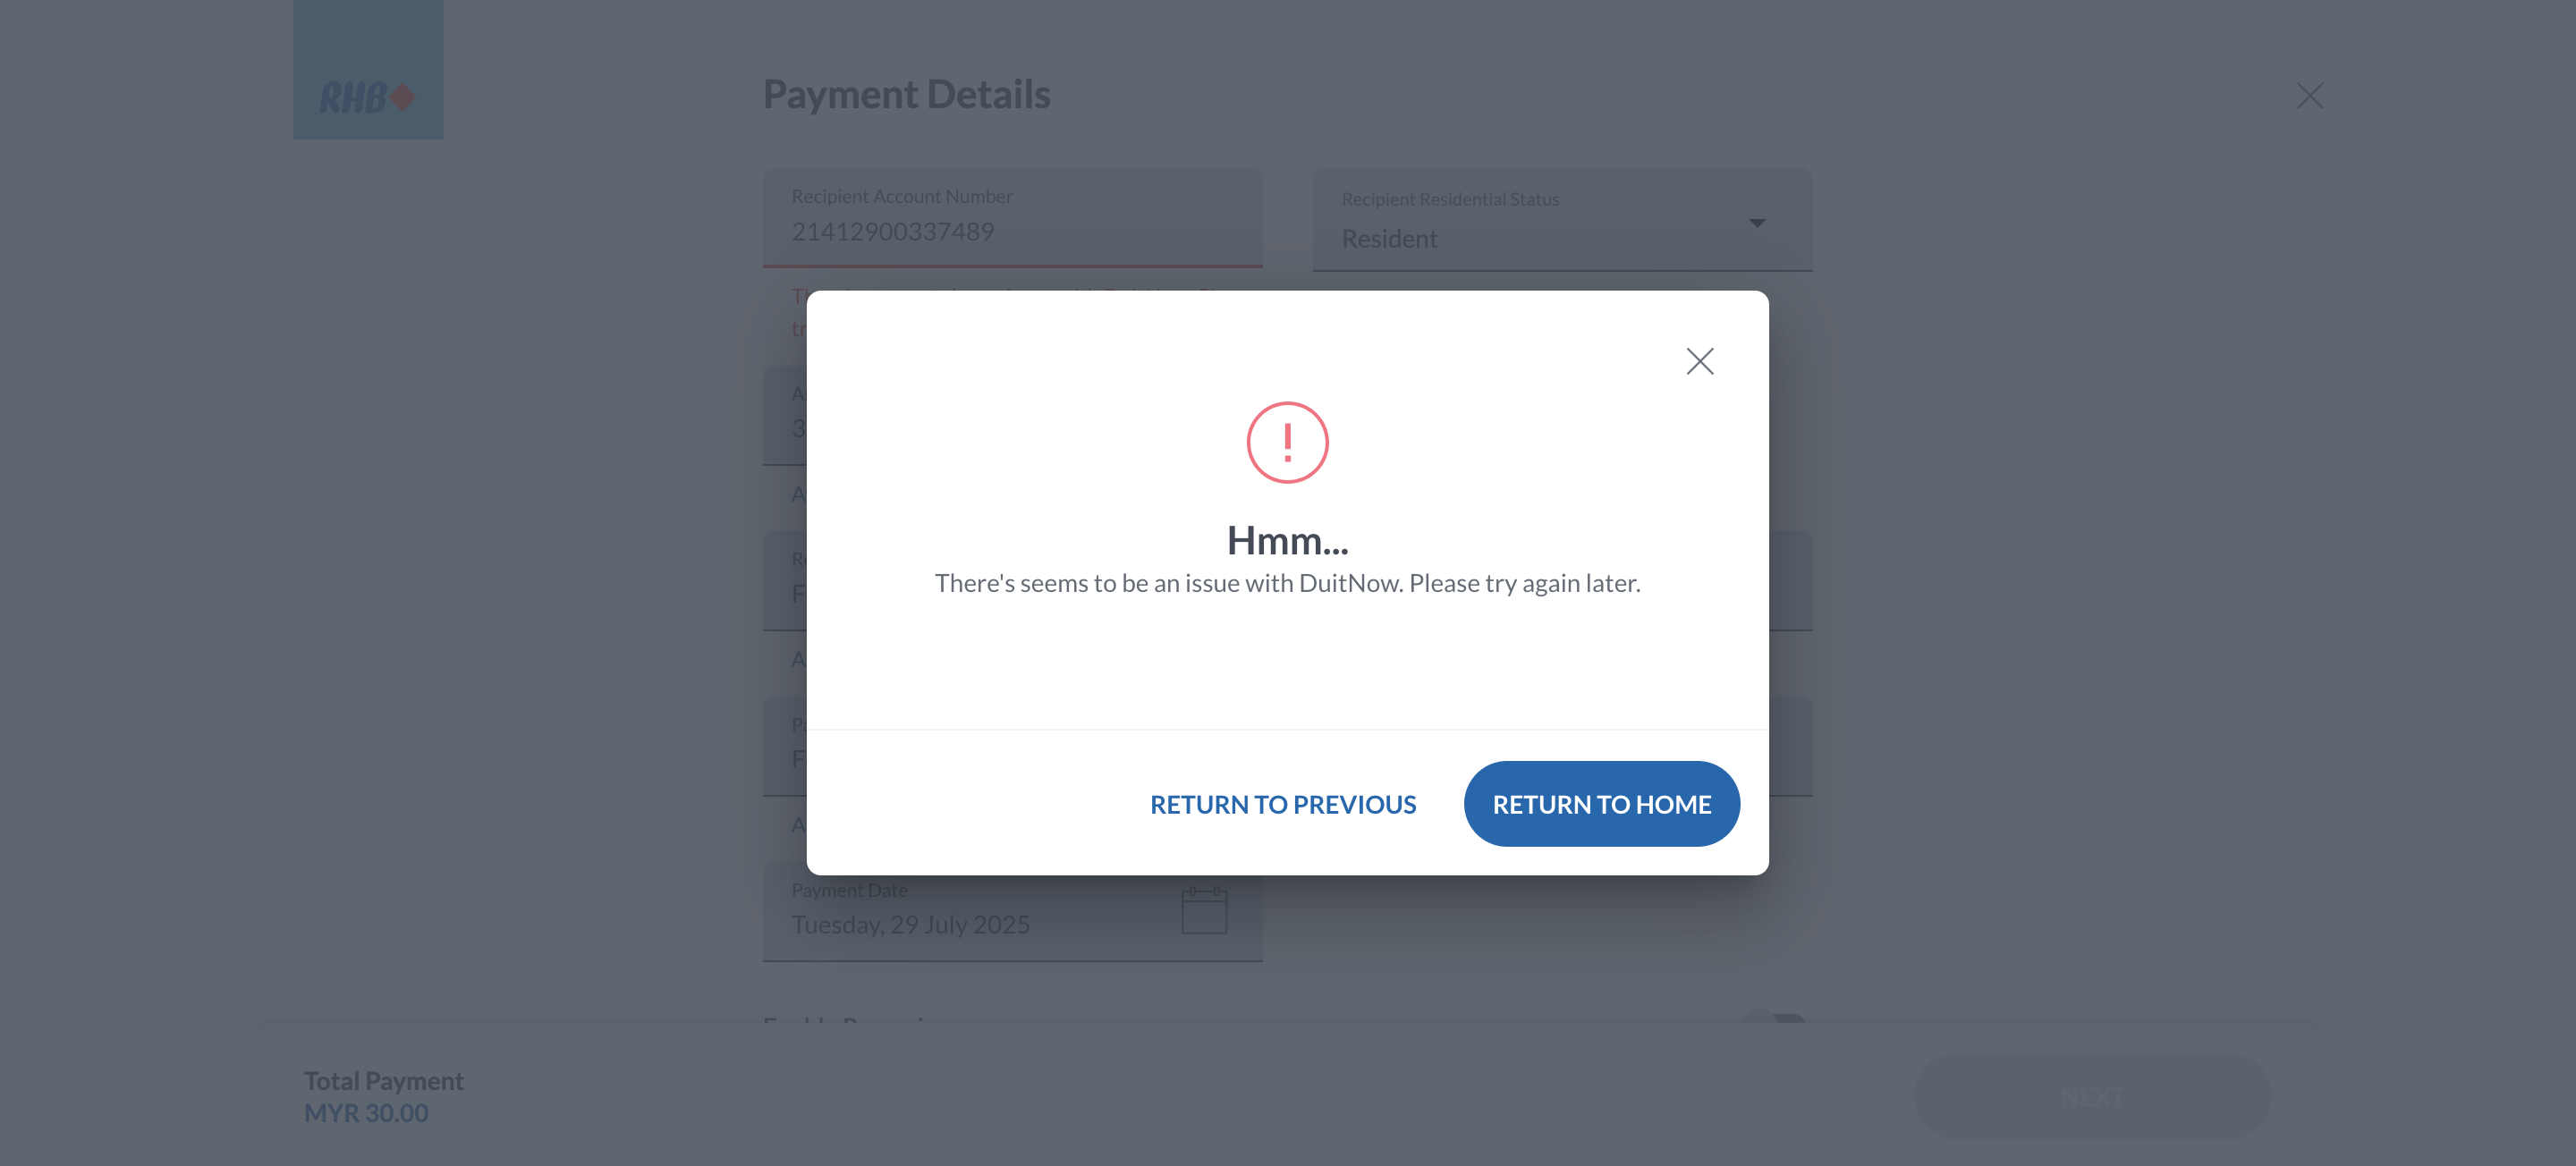 RHB
Payment Details
Recipient Account Number
21412900337489
Recipient Residential Status
Resident
Hmm...
There's seems to be an issue with DuitNow. Please try again later.
RETURN TO PREVIOUS
RETURN TO HOME
Payment Date
Tuesday, 29 July 2025
Total Payment
MYR 30.00
NEXT